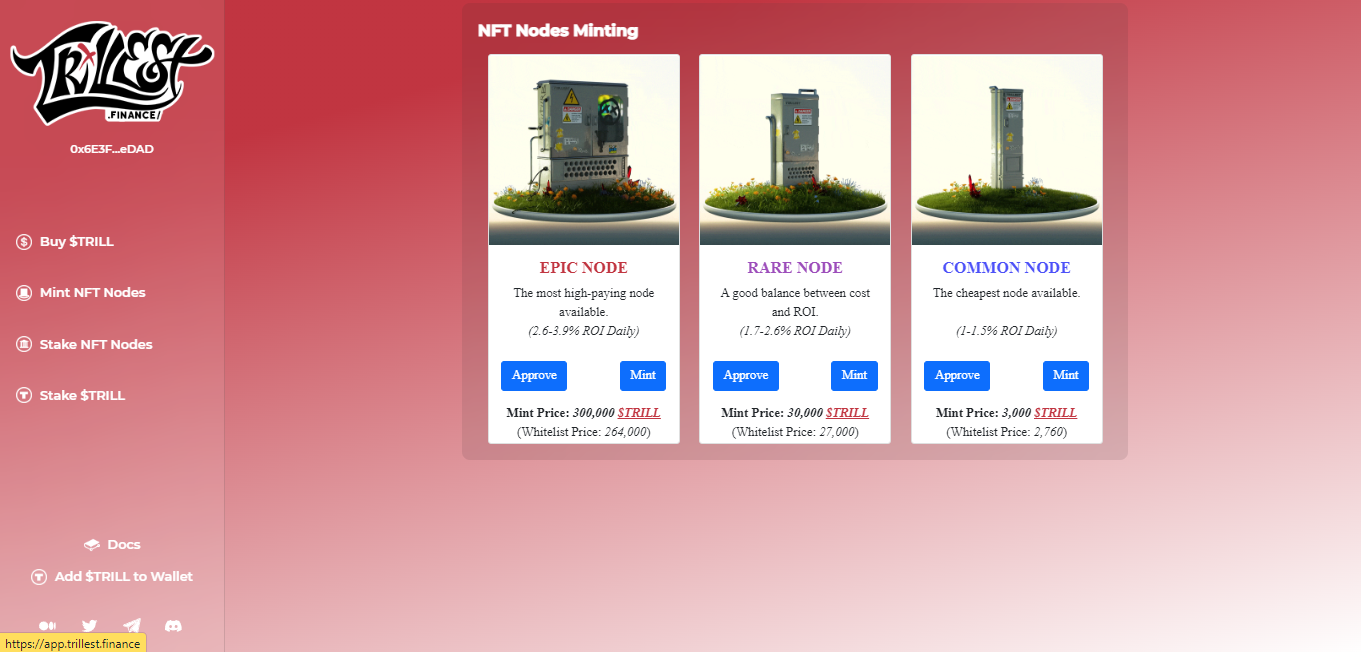 TRILLEST
.FINANCE/
0x6E3F...eDAD
Buy $TRILL
Mint NFT Nodes
Stake NFT Nodes
Stake $TRILL
Docs
Add $TRILL to Wallet
https://app.trillest.finance
NFT Nodes Minting
EPIC NODE
The most high-paying node
available.
(2.6-3.9% ROI Daily)
Approve
Mint
Mint Price: 300,000 $TRILL
(Whitelist Price: 264,000)
RARE NODE
A good balance between cost
and ROI.
(1.7-2.6% ROI Daily)
Approve
Mint
Mint Price: 30,000 $TRILL
(Whitelist Price: 27,000)
COMMON NODE
The cheapest node available.
(1-1.5% ROI Daily)
Approve
Mint
Mint Price: 3,000 $TRILL
(Whitelist Price: 2,760)